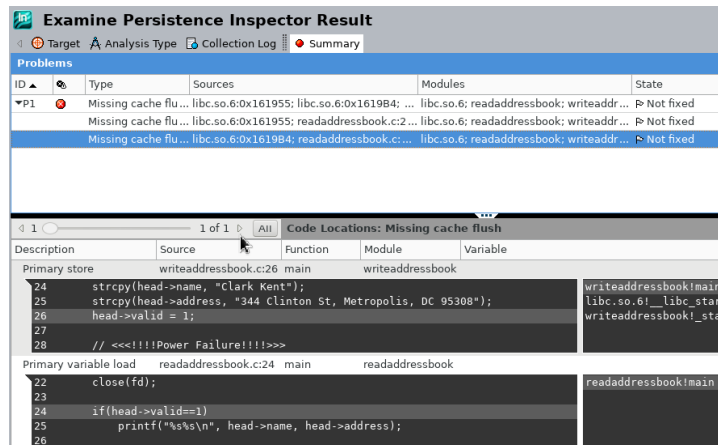 Examine Persistence Inspector Result
Target Analysis Type Collection Log Summary
Problems
ID Type Sources Modules State
P1 Missing cache flu... libc.so.6:0x161955; libc.so.6:0x1619B4; ... libc.so.6; readaddressbook; writeaddr... Not fixed
Missing cache flu... libc.so.6:0x161955; readaddressbook.c:2... libc.so.6; readaddressbook; writeaddr... Not fixed
Missing cache flu... libc.so.6:0x1619B4; readaddressbook.c:... libc.so.6; readaddressbook; writeaddr... Not fixed
1 1 of 1 All Code Locations: Missing cache flush
Description Source Function Module Variable
Primary store writeaddressbook.c:26 main writeaddressbook
24 strcpy(head->name, "Clark Kent"); writeaddressbook!main
25 strcpy(head->address, "344 Clinton St, Metropolis, DC 95308"); libc.so.6!__libc_star
26 head->valid = 1; writeaddressbook!_sta
27
28 // <<<!!!!Power Failure!!!!>>>
Primary variable load readaddressbook.c:24 main readaddressbook
22 close(fd); readaddressbook!main
23
24 if(head->valid==1)
25 printf("%s%s\n", head->name, head->address);
26